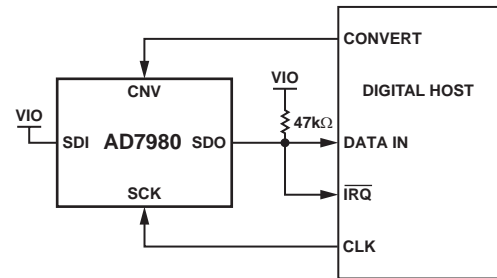 CONVERT
VIO
DIGITAL HOST
CNV
VIO
47kΩ
SDI
AD7980
SDO
DATA IN
SCK
IRQ
CLK